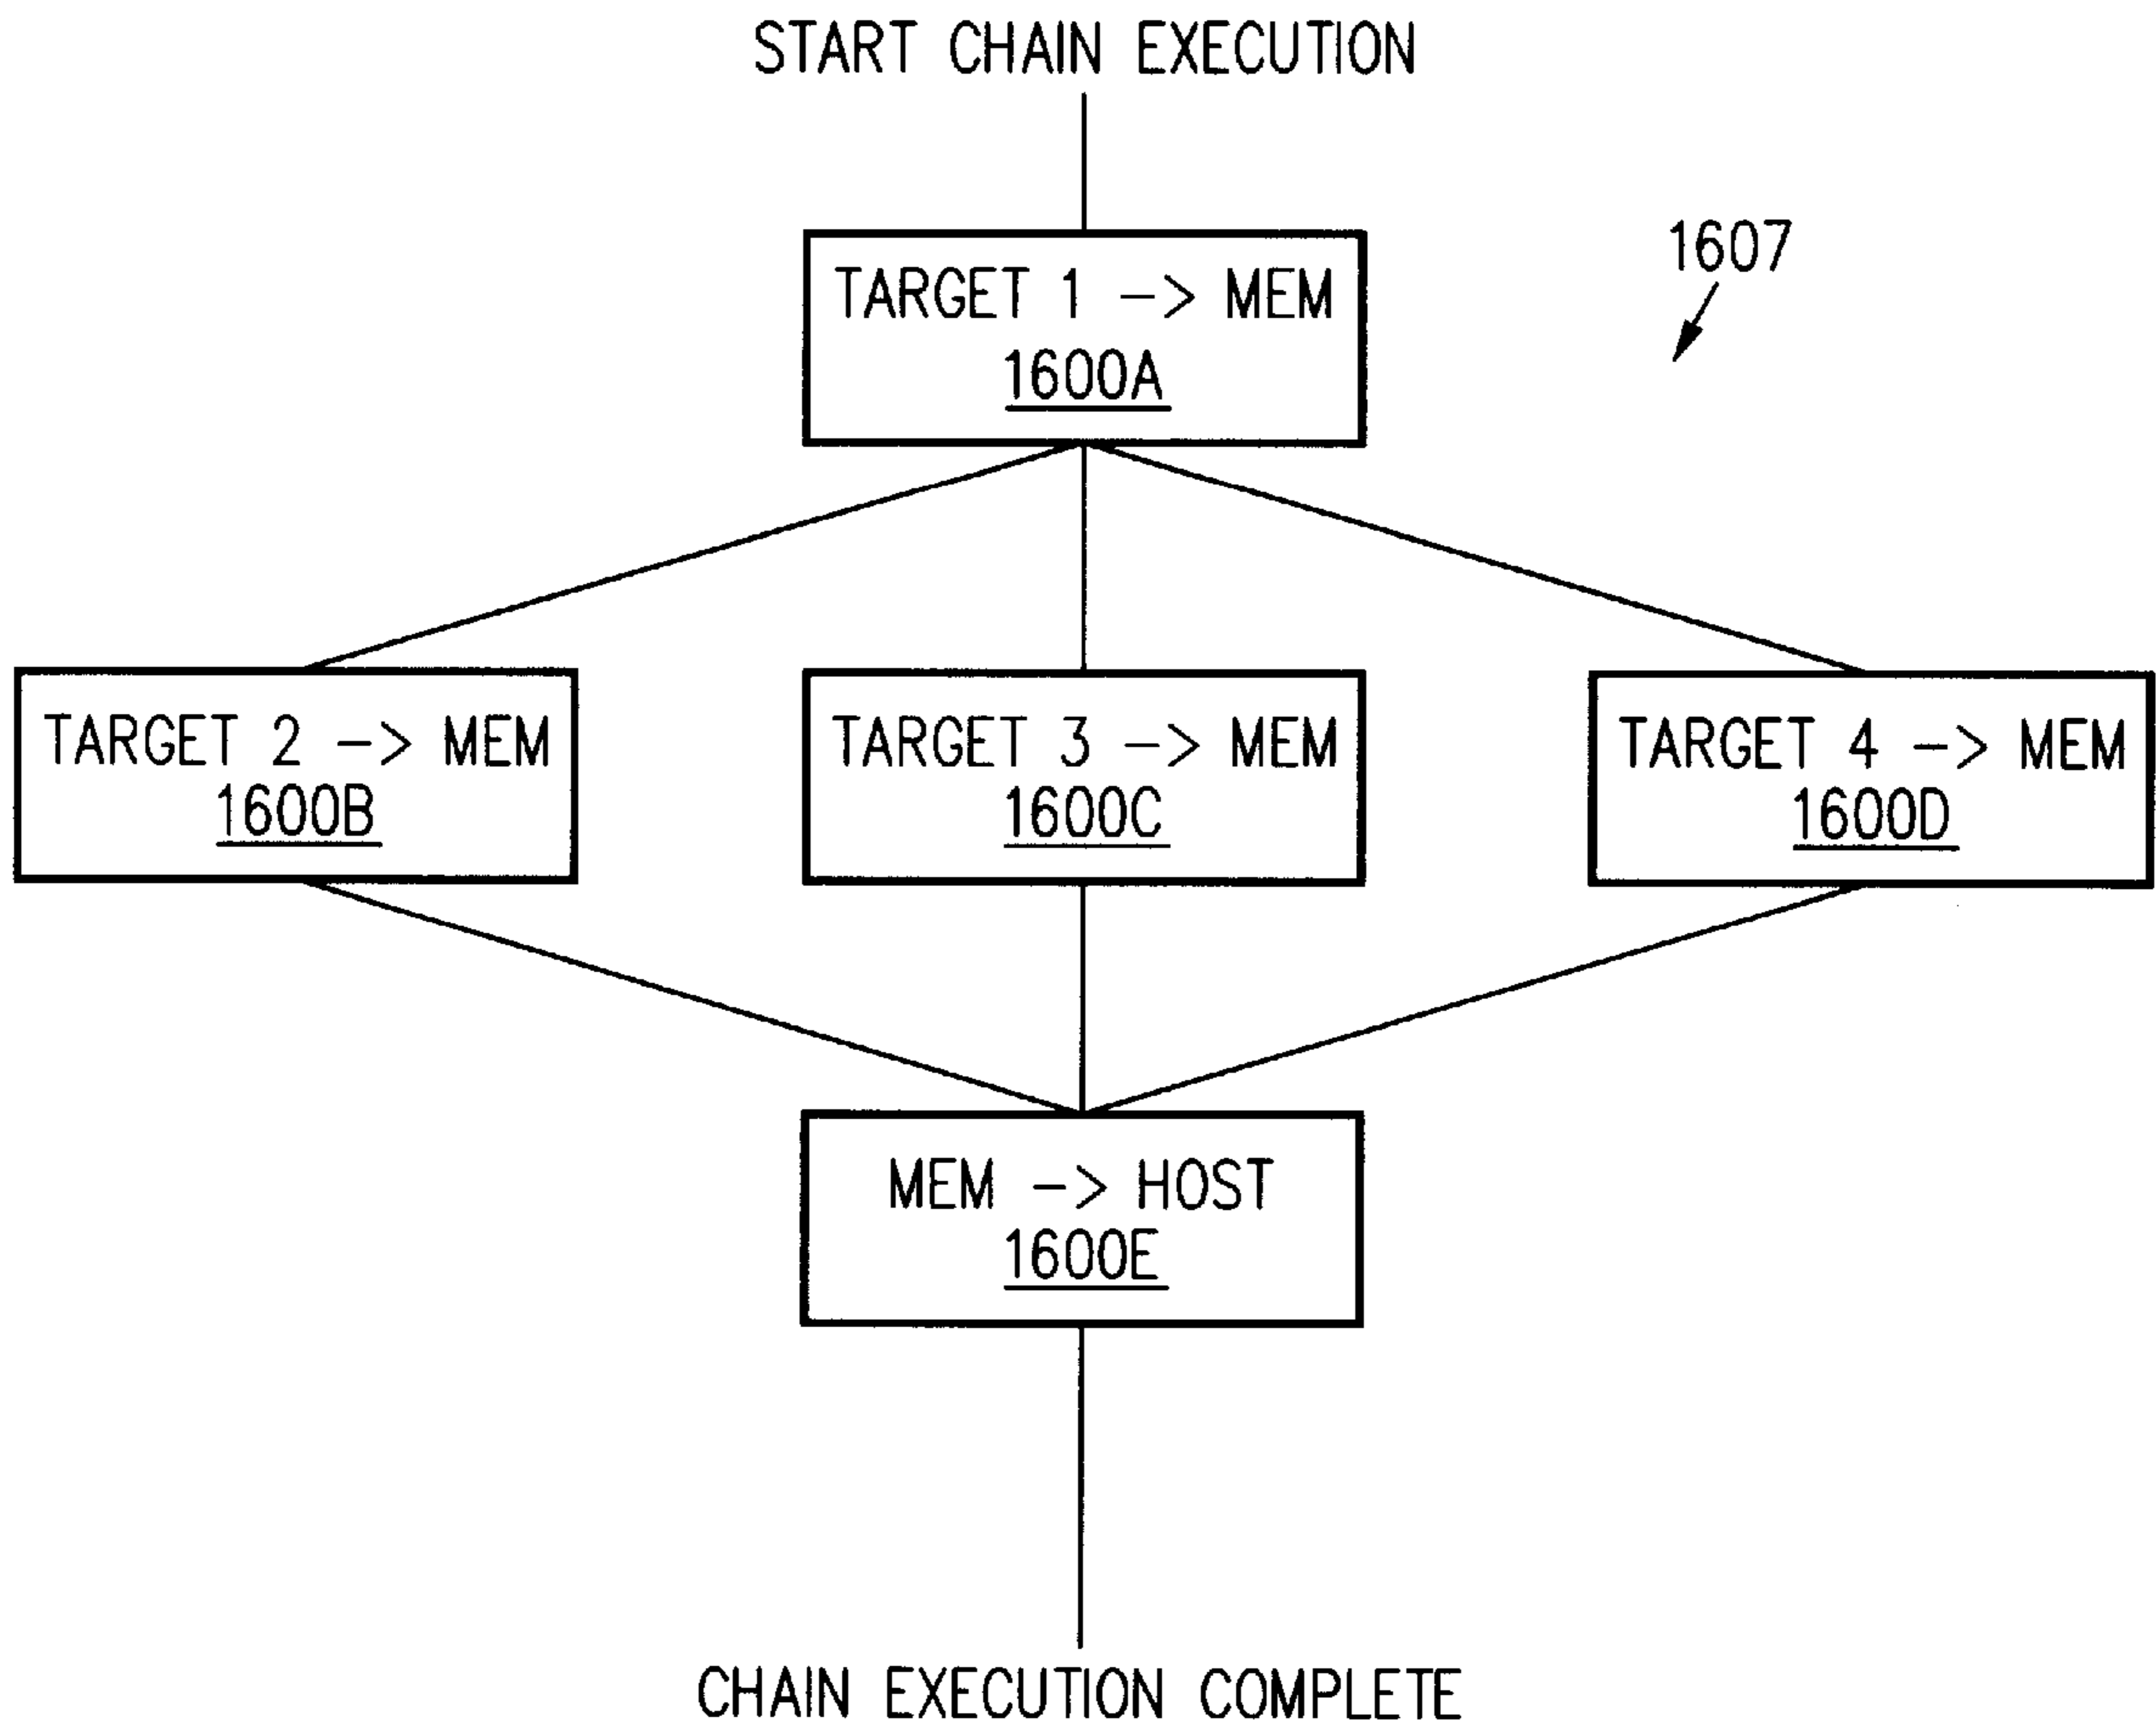 START CHAIN EXECUTION
1607
TARGET 1 -> MEM
1600A
TARGET 2 -> MEM
1600B
TARGET 3 -> MEM
1600C
TARGET 4 -> MEM
1600D
MEM -> HOST
1600E
CHAIN EXECUTION COMPLETE